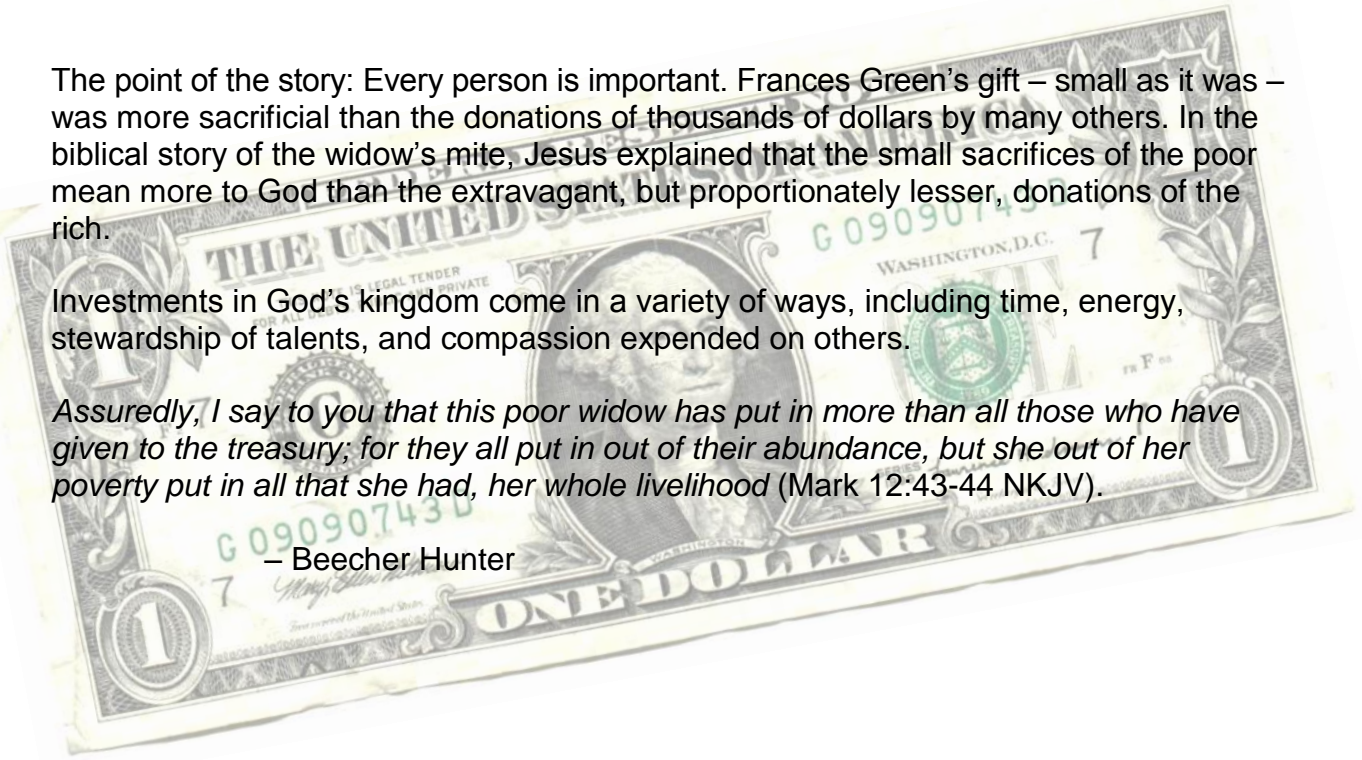 The point of the story: Every person is important. Frances Green’s gift – small as it was –
was more sacrificial than the donations of thousands of dollars by many others. In the
biblical story of the widow’s mite, Jesus explained that the small sacrifices of the poor
mean more to God than the extravagant, but proportionately lesser, donations of the
rich.
THE UNITED STATES OF AMERICA
G 09090743 D
WASHINGTON, D.C.
7
IS LEGAL TENDER
FOR ALL AND PRIVATE
Investments in God’s kingdom come in a variety of ways, including time, energy,
stewardship of talents, and compassion expended on others.
Assuredly, I say to you that this poor widow has put in more than all those who have
given to the treasury; for they all put in out of their abundance, but she out of her
poverty put in all that she had, her whole livelihood (Mark 12:43-44 NKJV).
G 09090743 D
– Beecher Hunter
7
WASHINGTON
ONE DOLLAR
1
1